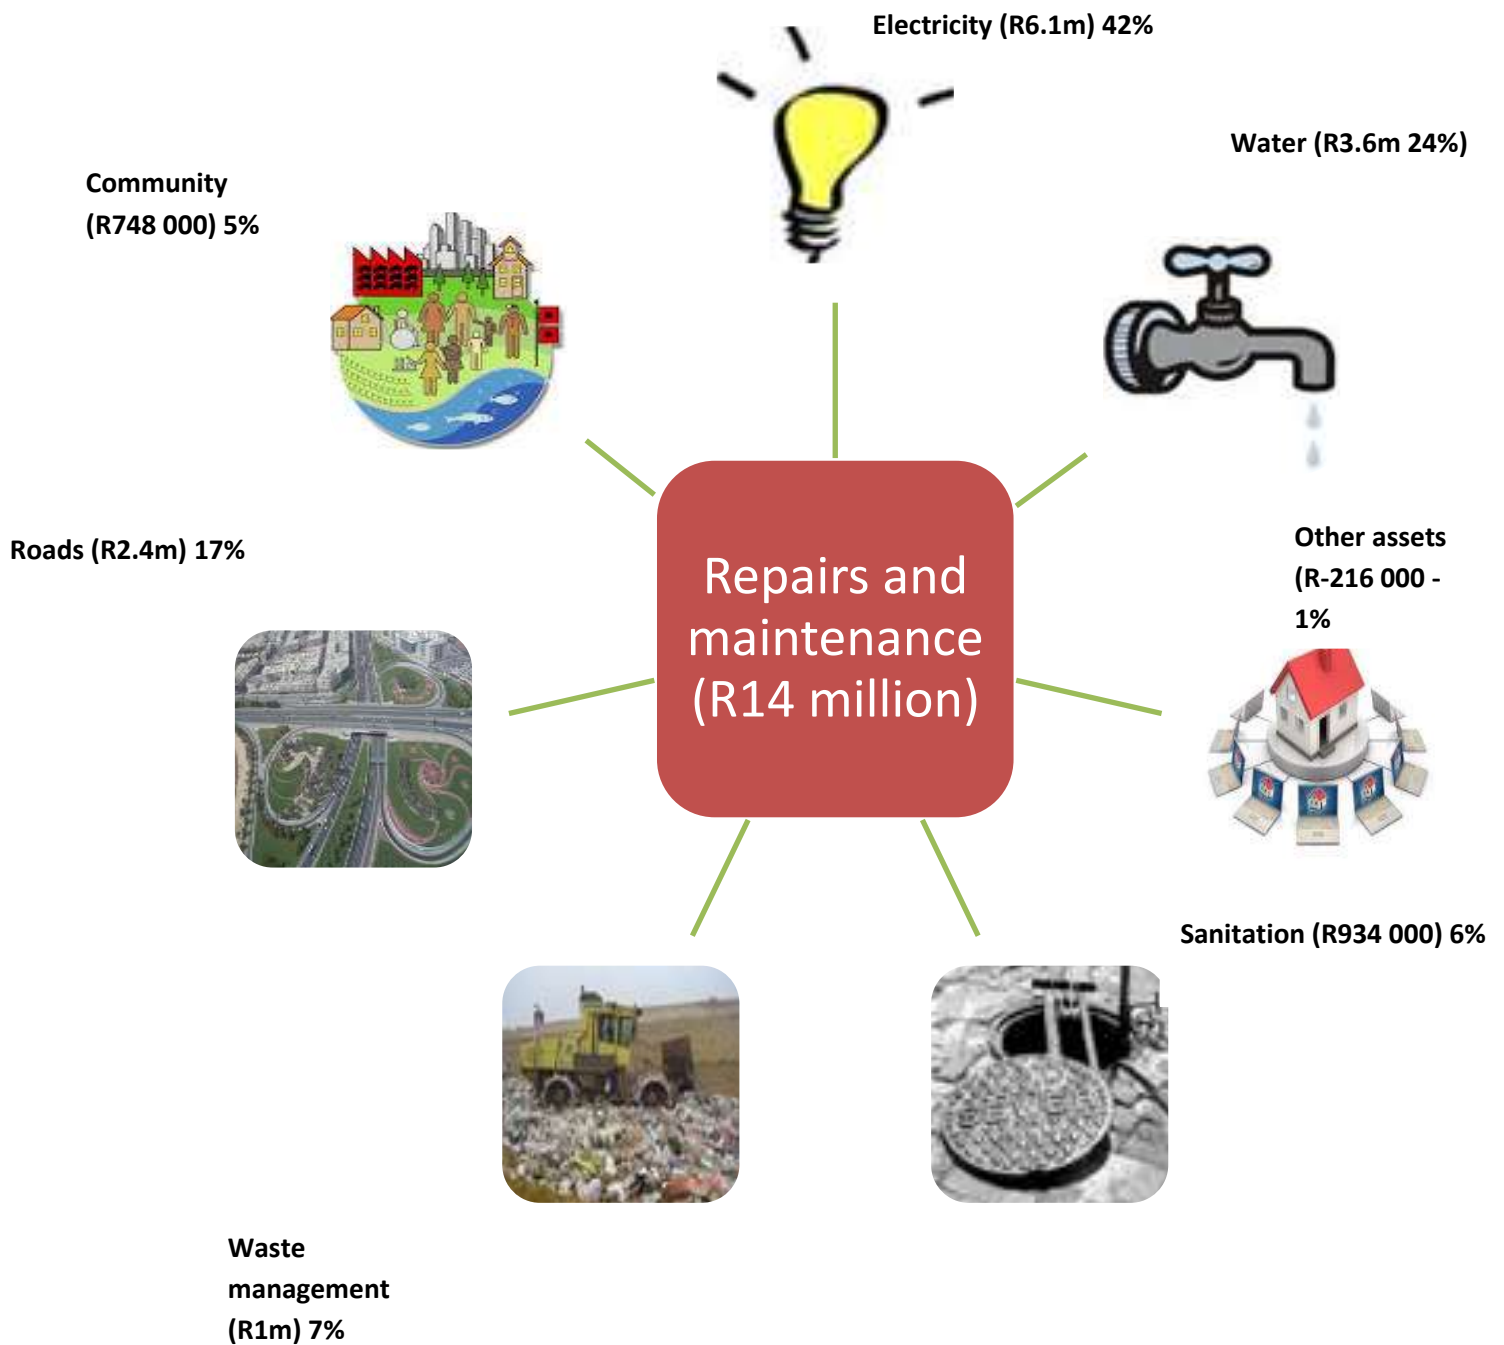 Electricity (R6.1m) 42%
Water (R3.6m 24%)
Community
(R748 000) 5%
Roads (R2.4m) 17%
Repairs and
maintenance
(R14 million)
Other assets
(R-216 000 -
1%
Sanitation (R934 000) 6%
Waste
management
(R1m) 7%